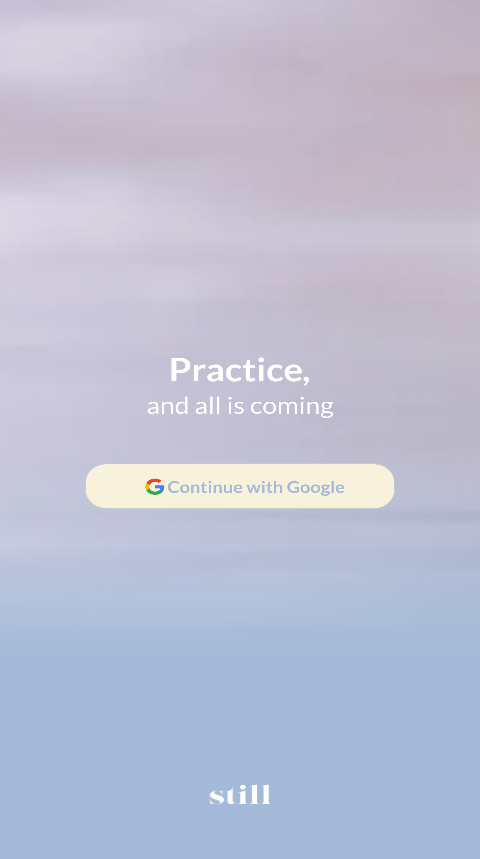 Practice,
and all is coming
Continue with Google
still